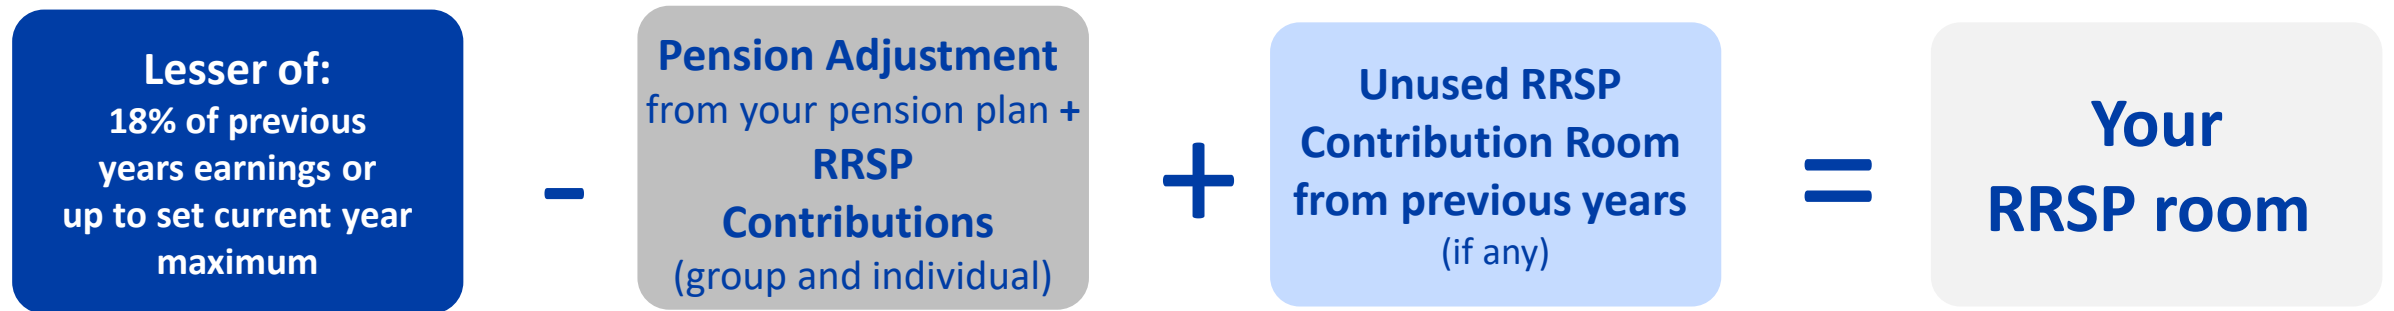 Lesser of:
18% of previous
years earnings or
up to set current year
maximum
-
Pension Adjustment
from your pension plan +
RRSP
Contributions
(group and individual)
+
Unused RRSP
Contribution Room
from previous years
(if any)
=
Your
RRSP room